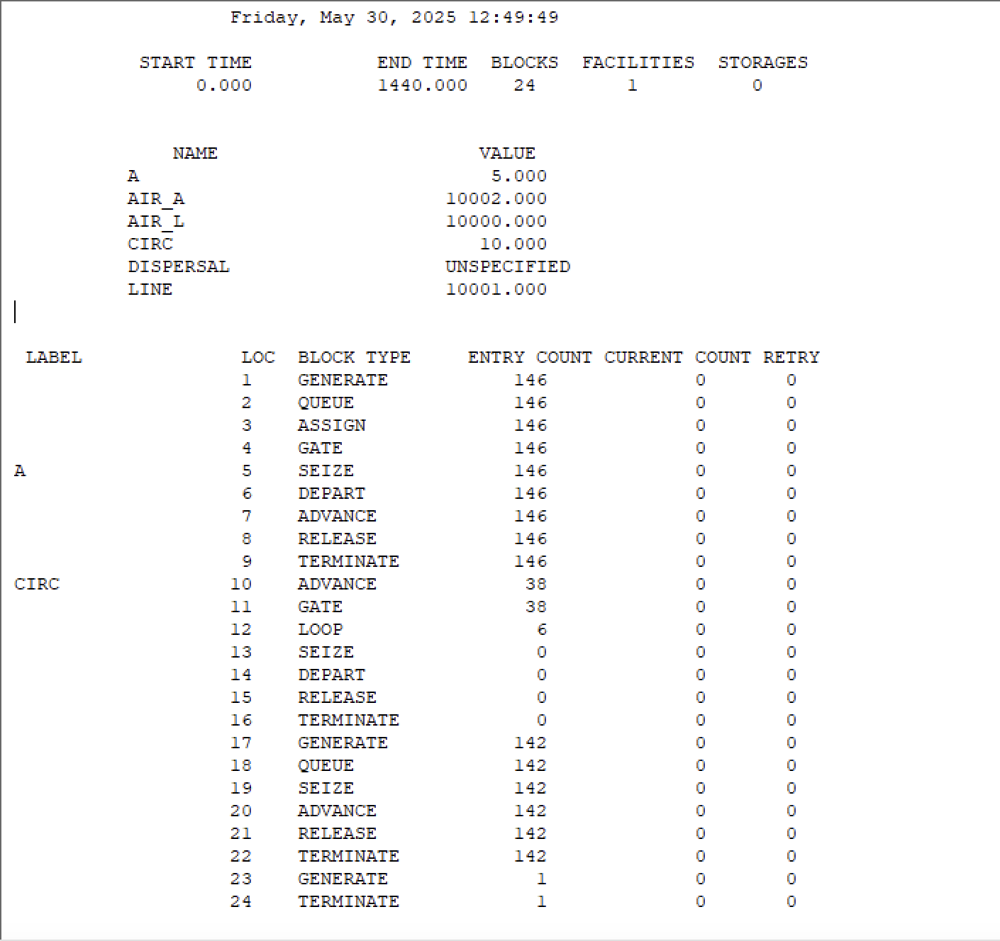 Friday, May 30, 2025 12:49:49
START TIME END TIME BLOCKS FACILITIES STORAGES
0.000 1440.000 24 1 0
NAME VALUE
A 5.000
AIR_A 10002.000
AIR_L 10000.000
CIRC 10.000
DISPERSAL UNSPECIFIED
LINE 10001.000
LABEL LOC BLOCK TYPE ENTRY COUNT CURRENT COUNT RETRY
1 GENERATE 146 0 0
2 QUEUE 146 0 0
3 ASSIGN 146 0 0
4 GATE 146 0 0
A 5 SEIZE 146 0 0
6 DEPART 146 0 0
7 ADVANCE 146 0 0
8 RELEASE 146 0 0
9 TERMINATE 146 0 0
CIRC 10 ADVANCE 38 0 0
11 GATE 38 0 0
12 LOOP 6 0 0
13 SEIZE 0 0 0
14 DEPART 0 0 0
15 RELEASE 0 0 0
16 TERMINATE 0 0 0
17 GENERATE 142 0 0
18 QUEUE 142 0 0
19 SEIZE 142 0 0
20 ADVANCE 142 0 0
21 RELEASE 142 0 0
22 TERMINATE 142 0 0
23 GENERATE 1 0 0
24 TERMINATE 1 0 0